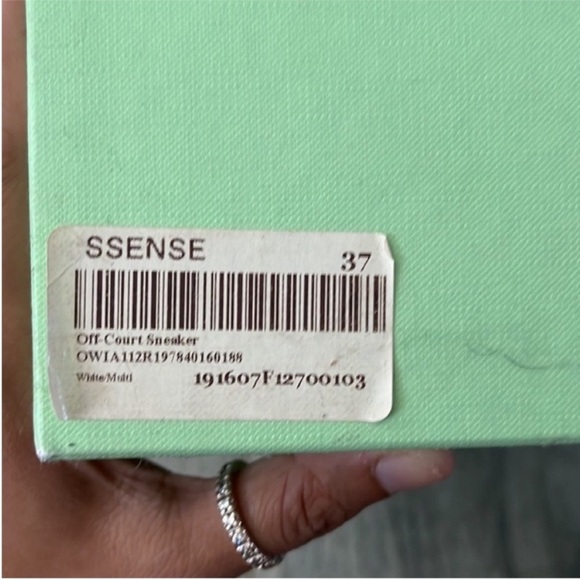 SSENSE
37
Off-Court Sneaker
OWIA112R197840160188
White/Multi 191607F12700103